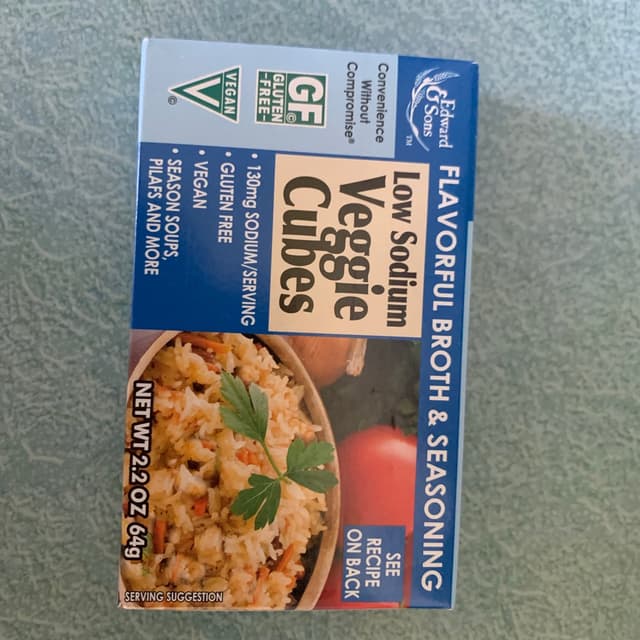 FLAVORFUL BROTH & SEASONING
Edward
& Sons
TM
Convenience
Without
Compromise®
GF
GLUTEN
-FREE-
©
VEGAN
V
©
Low Sodium
Veggie
Cubes
• 130mg SODIUM/SERVING
• GLUTEN FREE
• VEGAN
• SEASON SOUPS,
PILAFS AND MORE
SEE
RECIPE
ON BACK
NET WT 2.2 OZ 64g
SERVING SUGGESTION